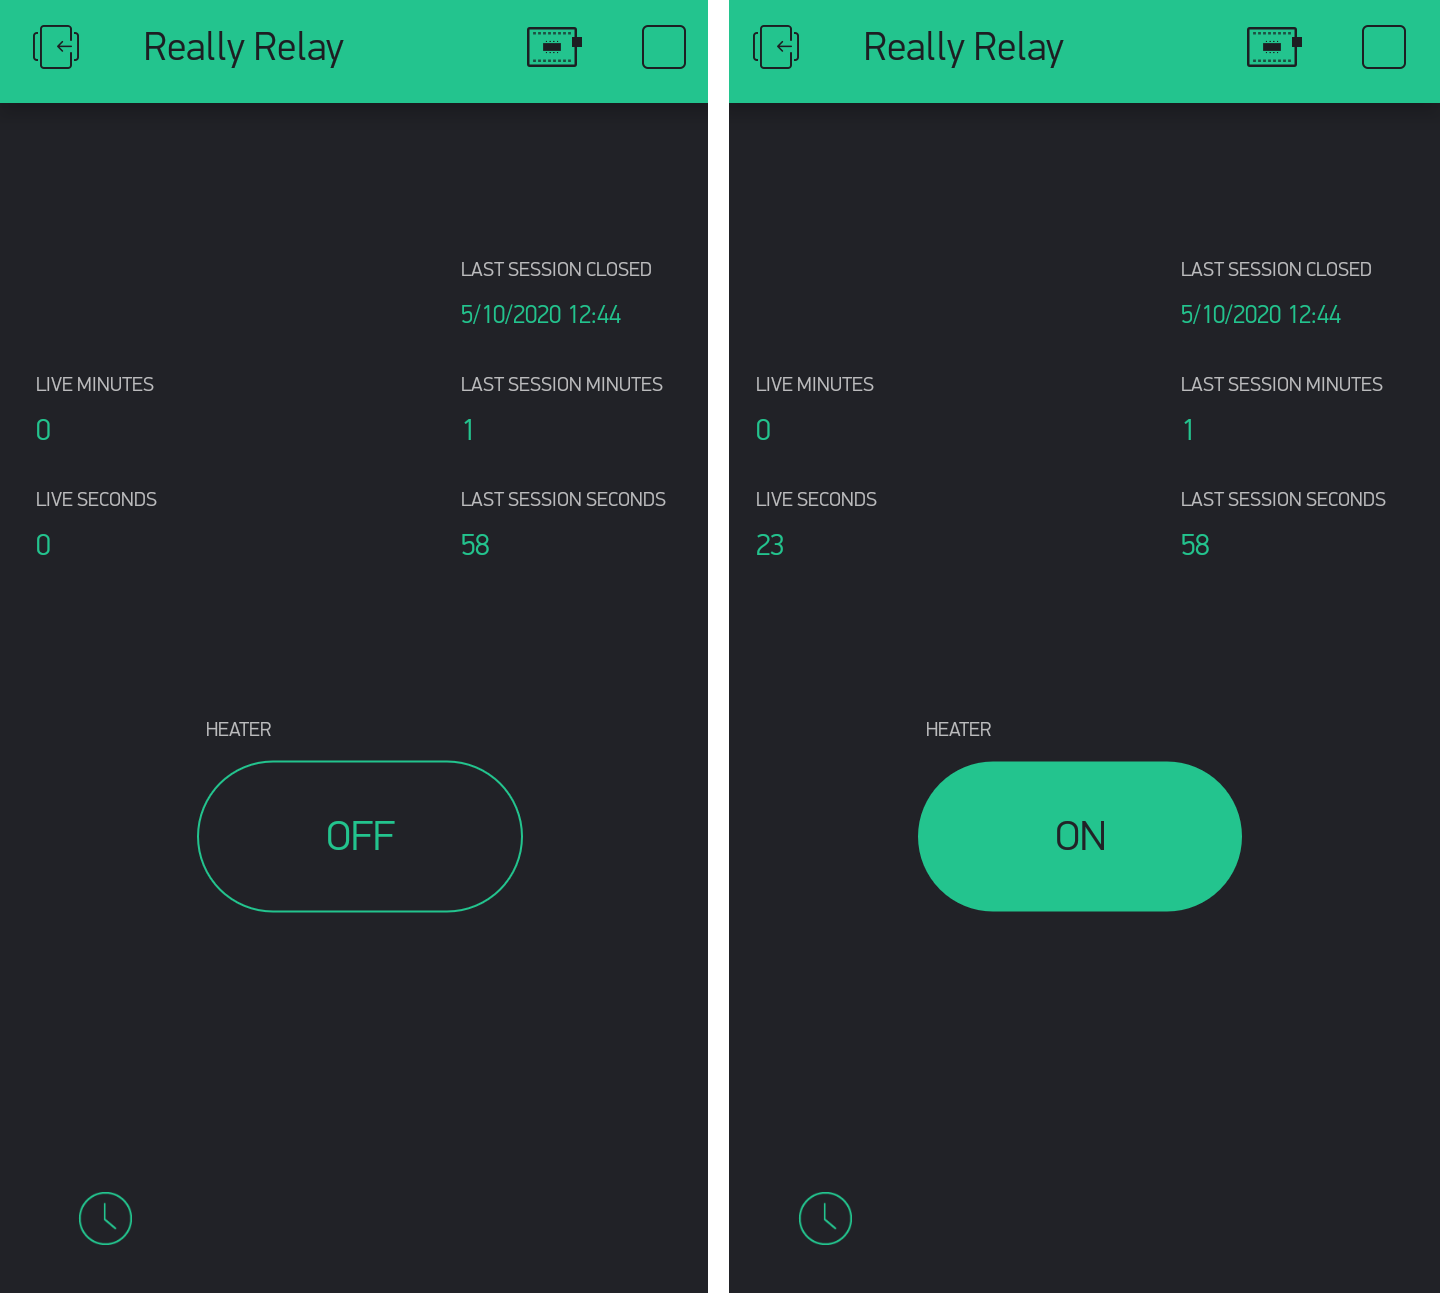 Really Relay
LAST SESSION CLOSED
5/10/2020 12:44
LIVE MINUTES
LAST SESSION MINUTES
0
1
LIVE SECONDS
LAST SESSION SECONDS
0
58
HEATER
OFF
Really Relay
LAST SESSION CLOSED
5/10/2020 12:44
LIVE MINUTES
LAST SESSION MINUTES
0
1
LIVE SECONDS
LAST SESSION SECONDS
23
58
HEATER
ON